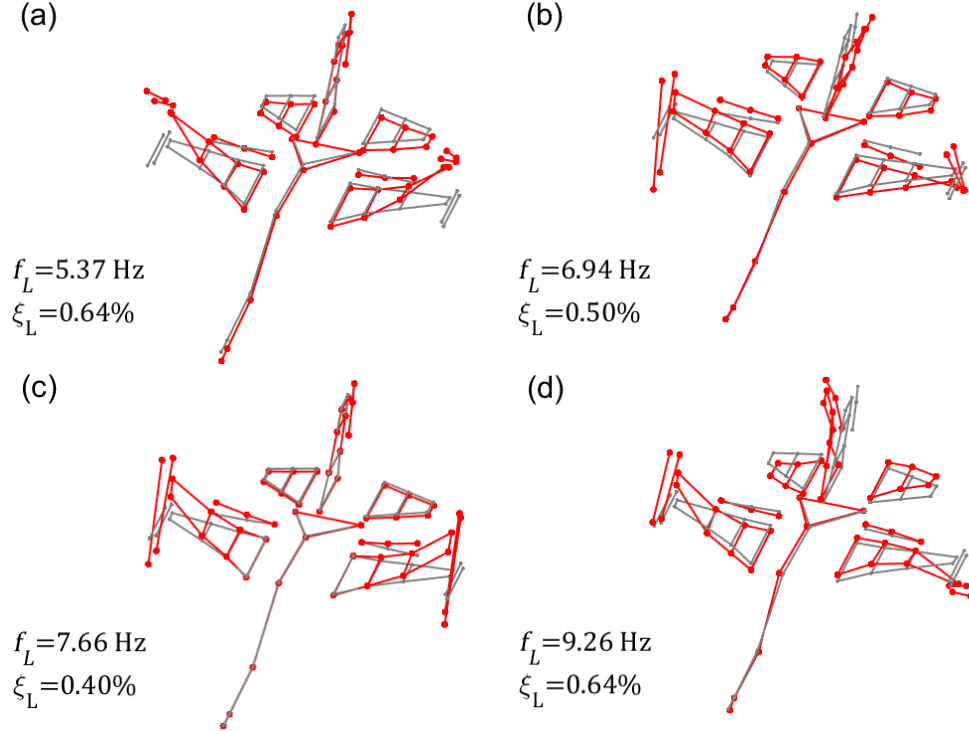 (a)
(b)
f_L=5.37 Hz
ξ_L=0.64%
f_L=6.94 Hz
ξ_L=0.50%
(c)
(d)
f_L=7.66 Hz
ξ_L=0.40%
f_L=9.26 Hz
ξ_L=0.64%